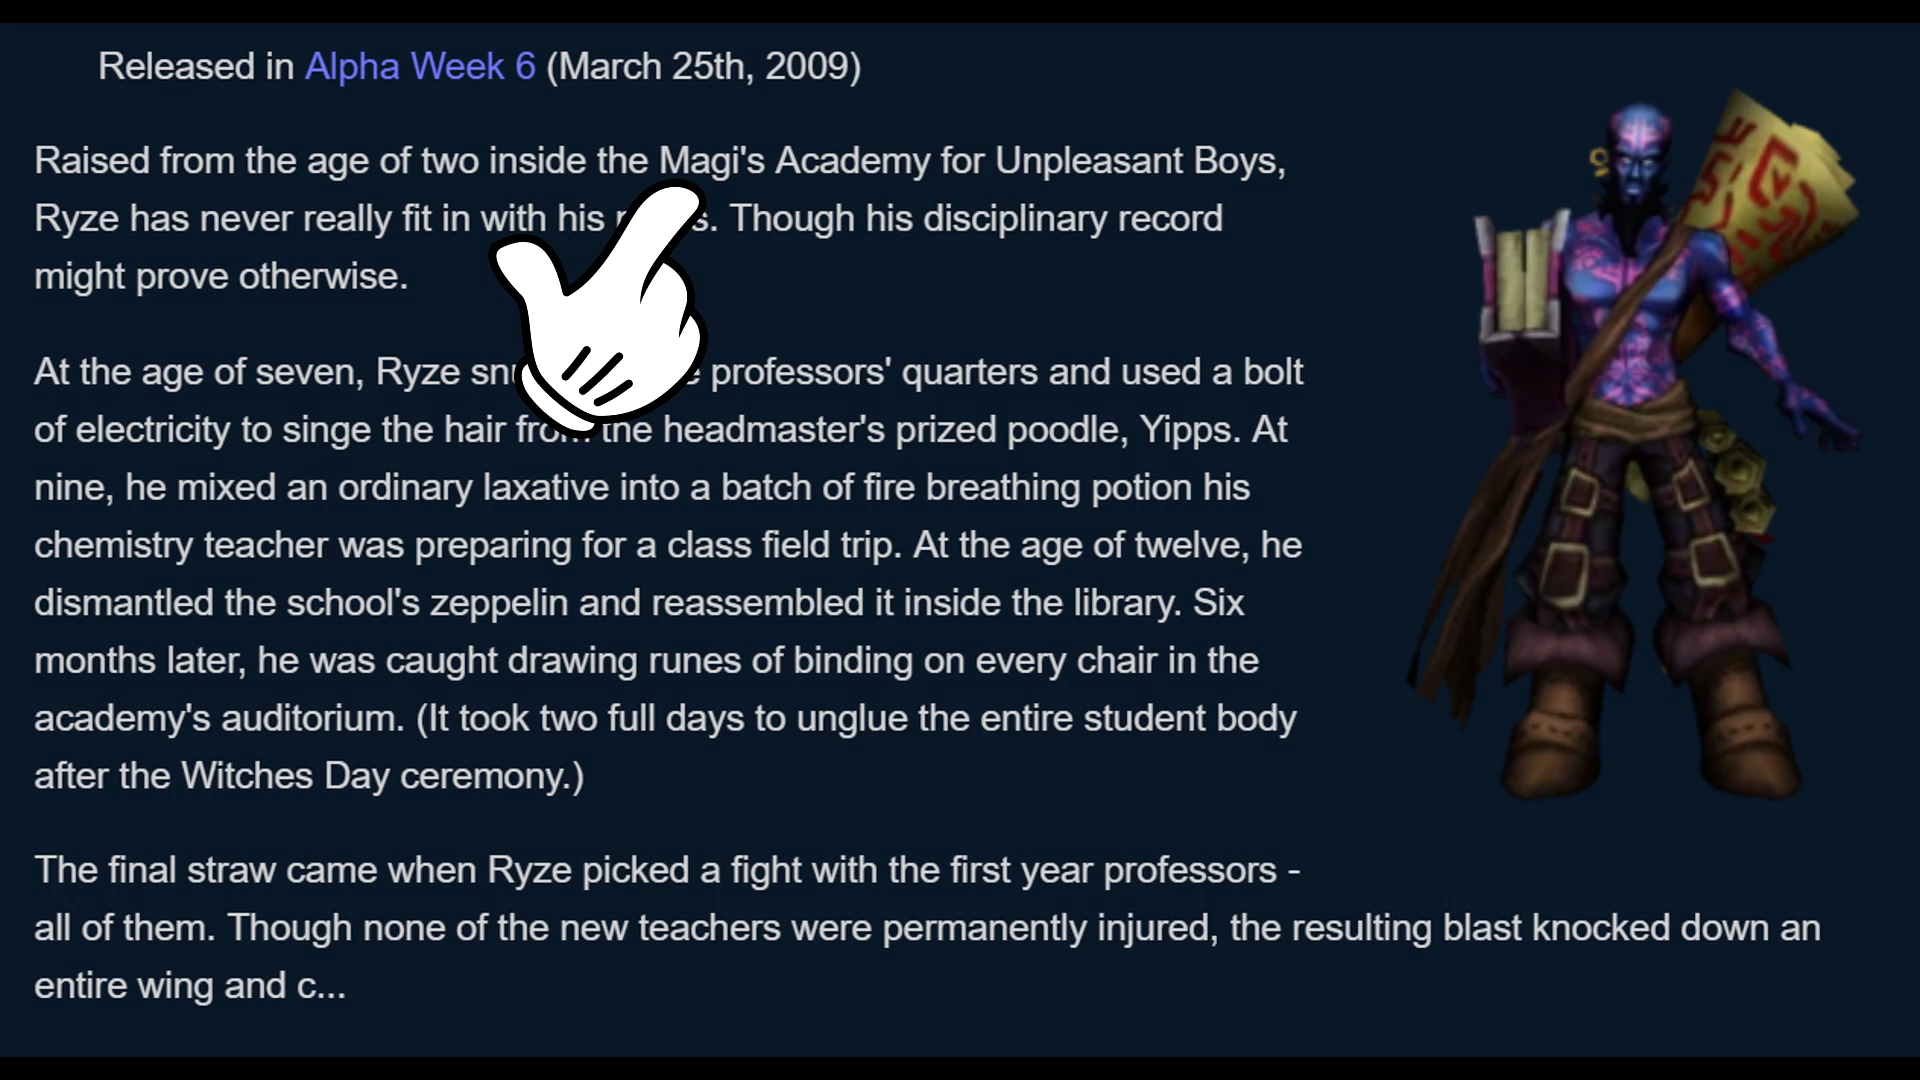 Released in Alpha Week 6 (March 25th, 2009)
Raised from the age of two inside the Magi's Academy for Unpleasant Boys,
Ryze has never really fit in with his Though his disciplinary record
might prove otherwise.
At the age of seven, Ryze professors' quarters and used a bolt
of electricity to singe the hair from the headmaster's prized poodle, Yipps. At
nine, he mixed an ordinary laxative into a batch of fire breathing potion his
chemistry teacher was preparing for a class field trip. At the age of twelve, he
dismantled the school's zeppelin and reassembled it inside the library. Six
months later, he was caught drawing runes of binding on every chair in the
academy's auditorium. (It took two full days to unglue the entire student body
after the Witches Day ceremony.)
The final straw came when Ryze picked a fight with the first year professors -
all of them. Though none of the new teachers were permanently injured, the resulting blast knocked down an
entire wing and c...